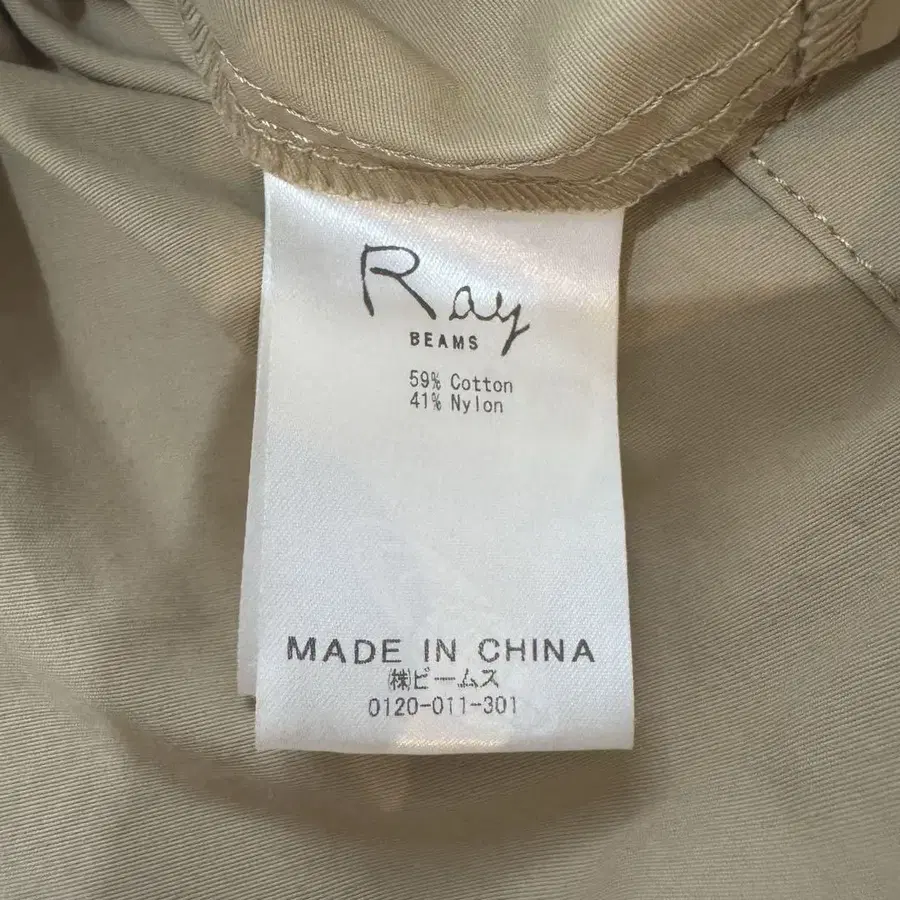 Ray
BEAMS
59% Cotton
41% Nylon
MADE IN CHINA
㈱ビームス
0120-011-301